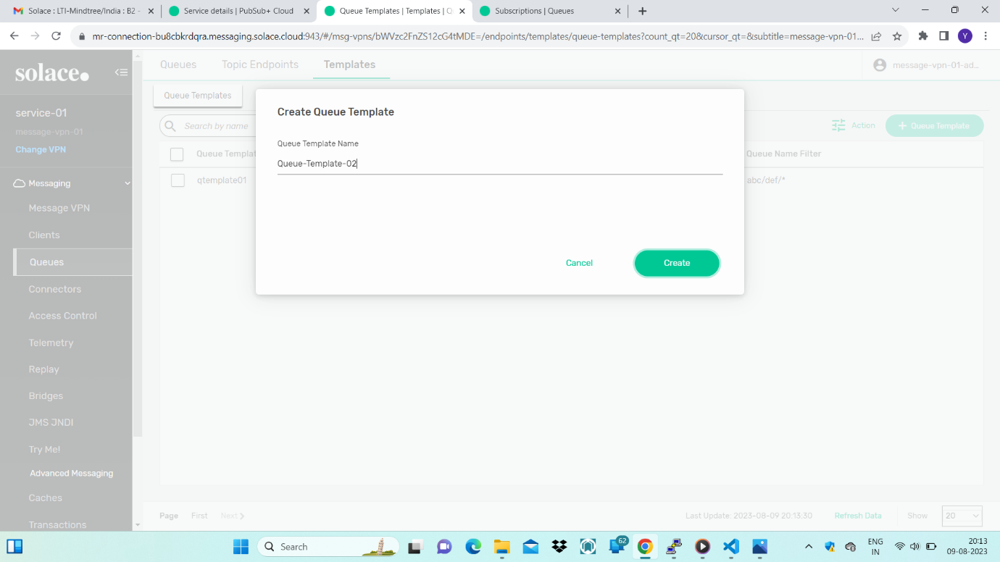 Solace : LTI-Mindtree/India : B2 -
Service details | PubSub+ Cloud
Queue Templates | Templates | Q
Subscriptions | Queues
mr-connection-bu8cbkrdqra.messaging.solace.cloud:943/#/msg-vpns/bWVzc2FnZS12cG4tMDE=/endpoints/templates/queue-templates?count_qt=20&cursor_qt=&subtitle=message-vpn-01...
Y
solace.
Queues
Topic Endpoints
Templates
message-vpn-01-ad...
service-01
message-vpn-01
Change VPN
Queue Templates
Search by name
Action
+ Queue Template
Queue Templat
Queue Name Filter
qtemplate01
abc/def/*
Create Queue Template
Queue Template Name
Queue-Template-02
Cancel
Create
Messaging
Message VPN
Clients
Queues
Connectors
Access Control
Telemetry
Replay
Bridges
JMS JNDI
Try Me!
Advanced Messaging
Caches
Transactions
Page
First
Next
Last Update: 2023-08-09 20:13:30
Refresh Data
Show
20
Search
62
ENG
IN
20:13
09-08-2023